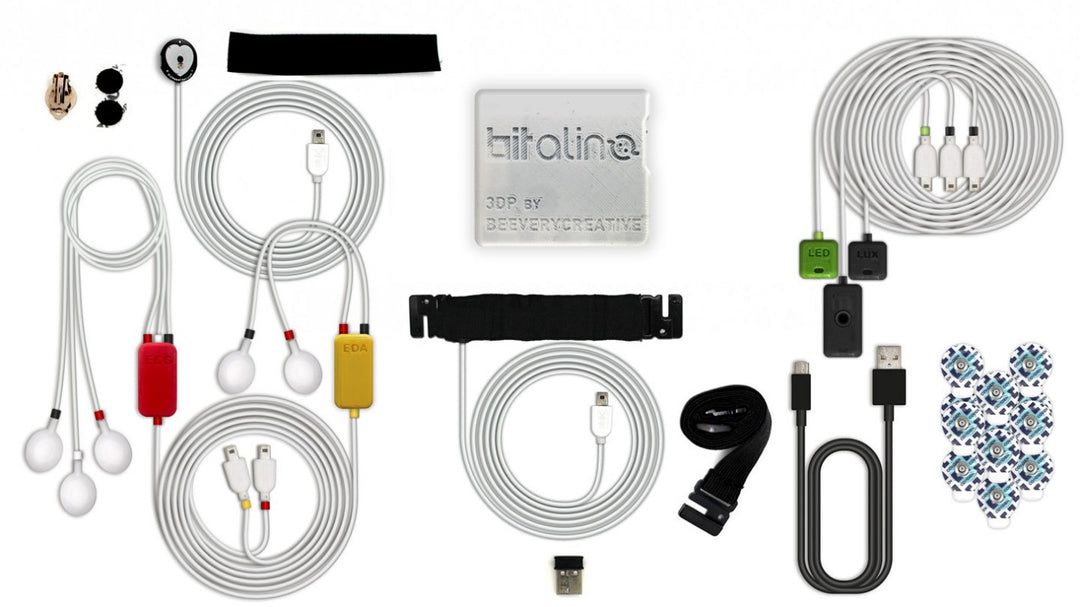 bitalino
3DP BY
BEEVERYCREATIVE
LED
LUX
EDA